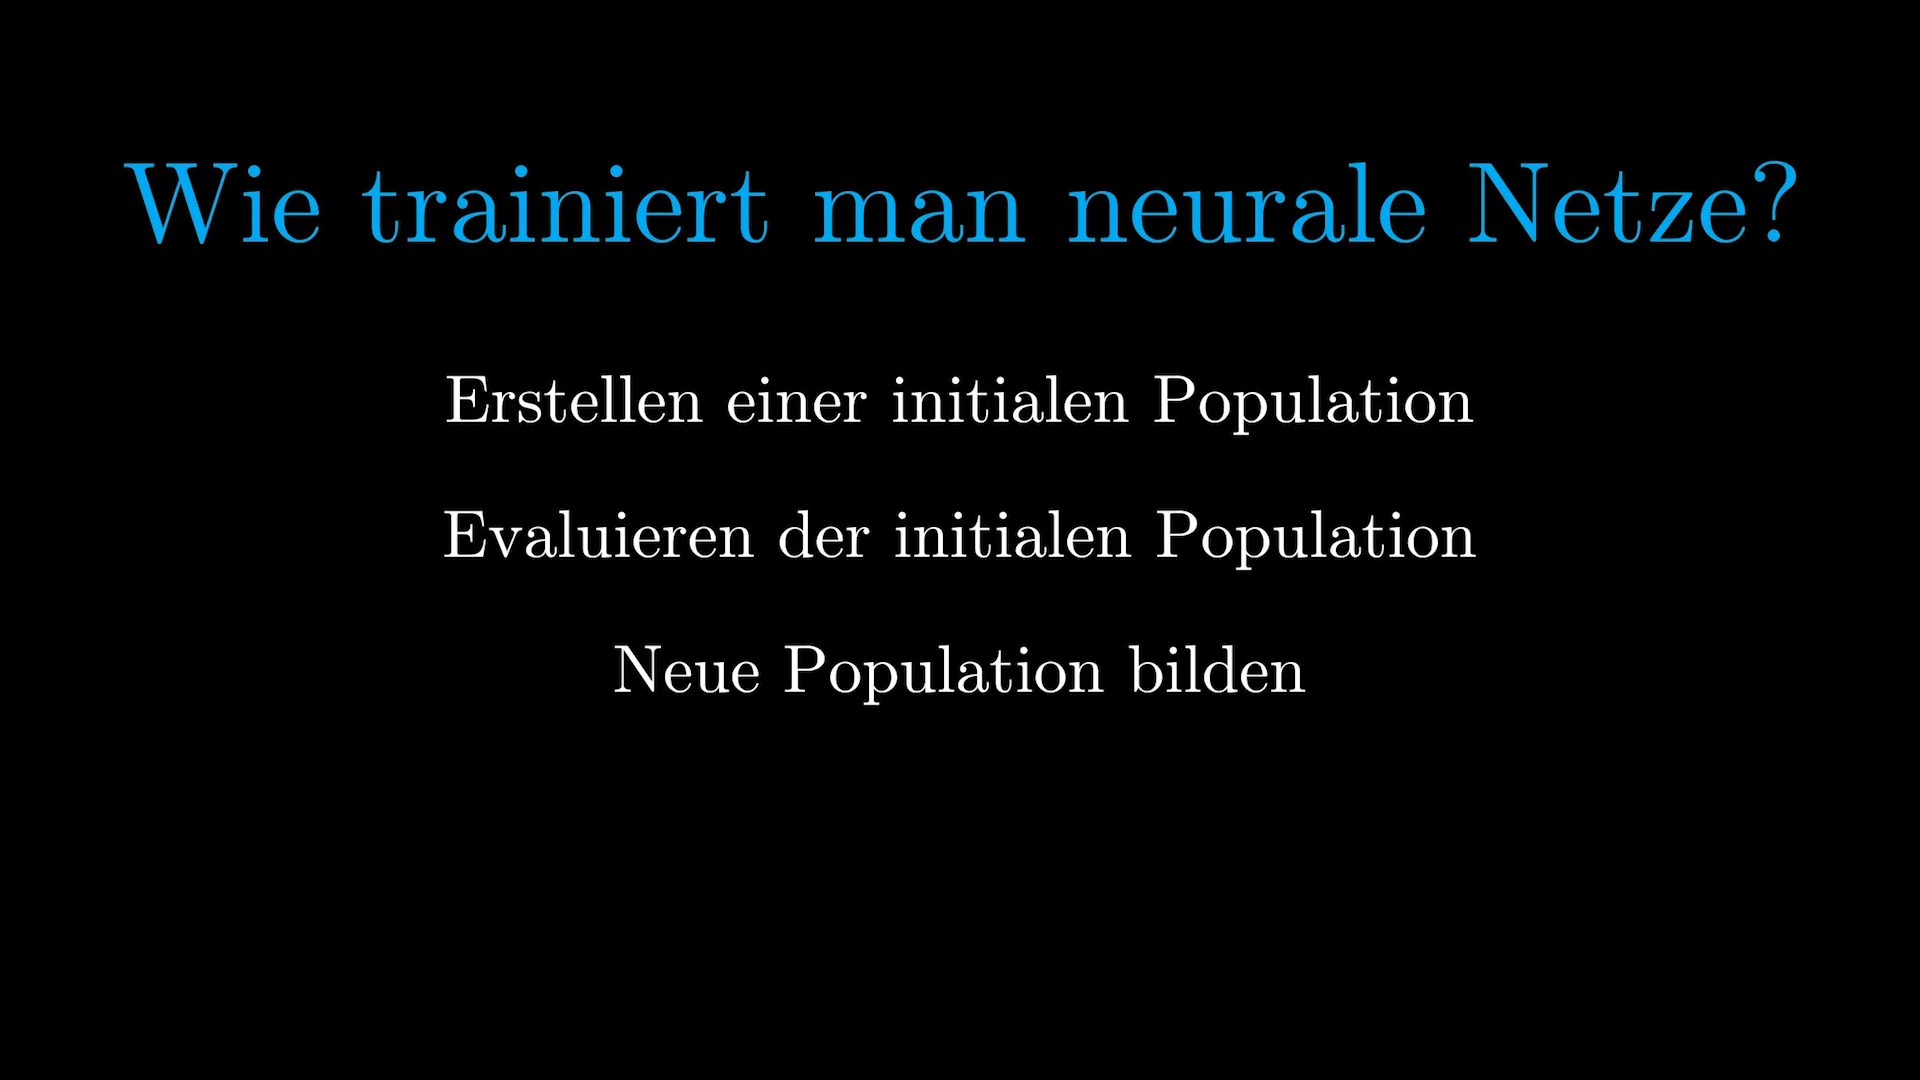 Wie trainiert man neurale Netze?
Erstellen einer initialen Population
Evaluieren der initialen Population
Neue Population bilden